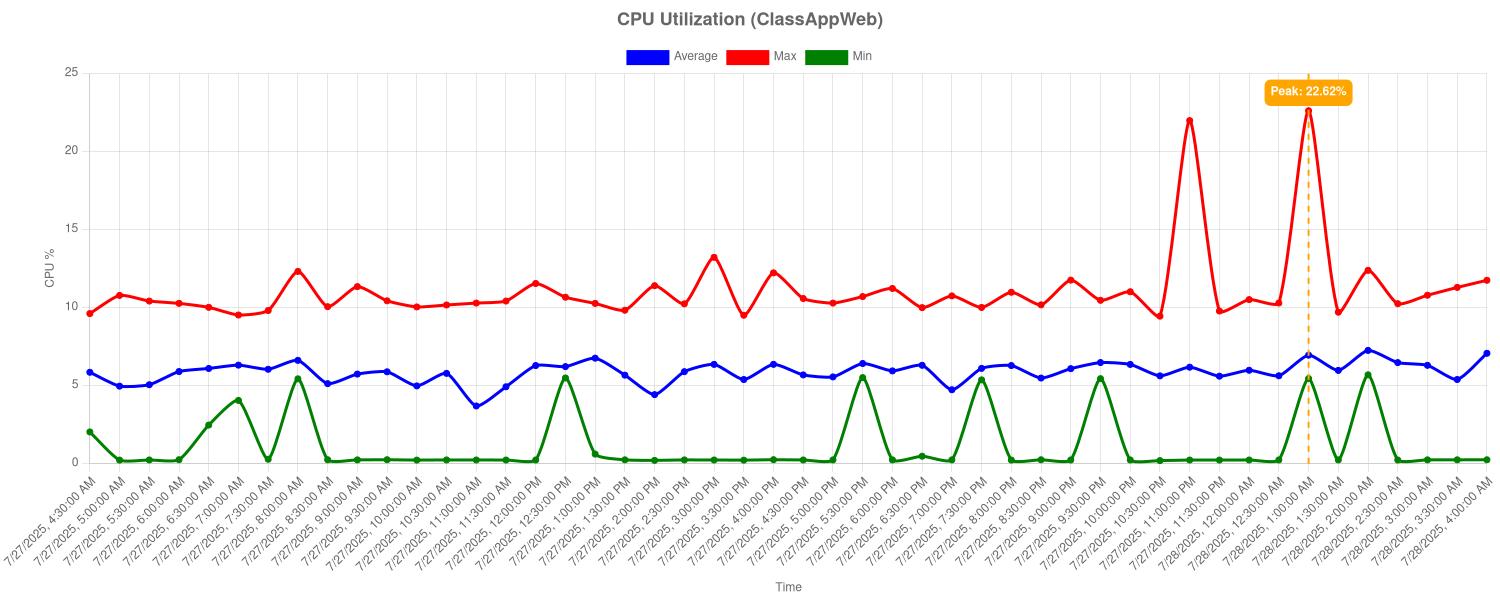 CPU Utilization (ClassAppWeb)
Average Max Min
25
Peak: 22.62%
20
15
CPU %
10
5
0
7/27/2025, 4:30:00 AM
7/27/2025, 5:00:00 AM
7/27/2025, 5:30:00 AM
7/27/2025, 6:00:00 AM
7/27/2025, 6:30:00 AM
7/27/2025, 7:00:00 AM
7/27/2025, 7:30:00 AM
7/27/2025, 8:00:00 AM
7/27/2025, 8:30:00 AM
7/27/2025, 9:00:00 AM
7/27/2025, 9:30:00 AM
7/27/2025, 10:00:00 AM
7/27/2025, 10:30:00 AM
7/27/2025, 11:00:00 AM
7/27/2025, 11:30:00 AM
7/27/2025, 12:00:00 PM
7/27/2025, 12:30:00 PM
7/27/2025, 1:00:00 PM
7/27/2025, 1:30:00 PM
7/27/2025, 2:00:00 PM
7/27/2025, 2:30:00 PM
7/27/2025, 3:00:00 PM
7/27/2025, 3:30:00 PM
7/27/2025, 4:00:00 PM
7/27/2025, 4:30:00 PM
7/27/2025, 5:00:00 PM
7/27/2025, 5:30:00 PM
7/27/2025, 6:00:00 PM
7/27/2025, 6:30:00 PM
7/27/2025, 7:00:00 PM
7/27/2025, 7:30:00 PM
7/27/2025, 8:00:00 PM
7/27/2025, 8:30:00 PM
7/27/2025, 9:00:00 PM
7/27/2025, 9:30:00 PM
7/27/2025, 10:00:00 PM
7/27/2025, 10:30:00 PM
7/27/2025, 11:00:00 PM
7/27/2025, 11:30:00 PM
7/28/2025, 12:00:00 AM
7/28/2025, 12:30:00 AM
7/28/2025, 1:00:00 AM
7/28/2025, 1:30:00 AM
7/28/2025, 2:00:00 AM
7/28/2025, 2:30:00 AM
7/28/2025, 3:00:00 AM
7/28/2025, 3:30:00 AM
7/28/2025, 4:00:00 AM
Time